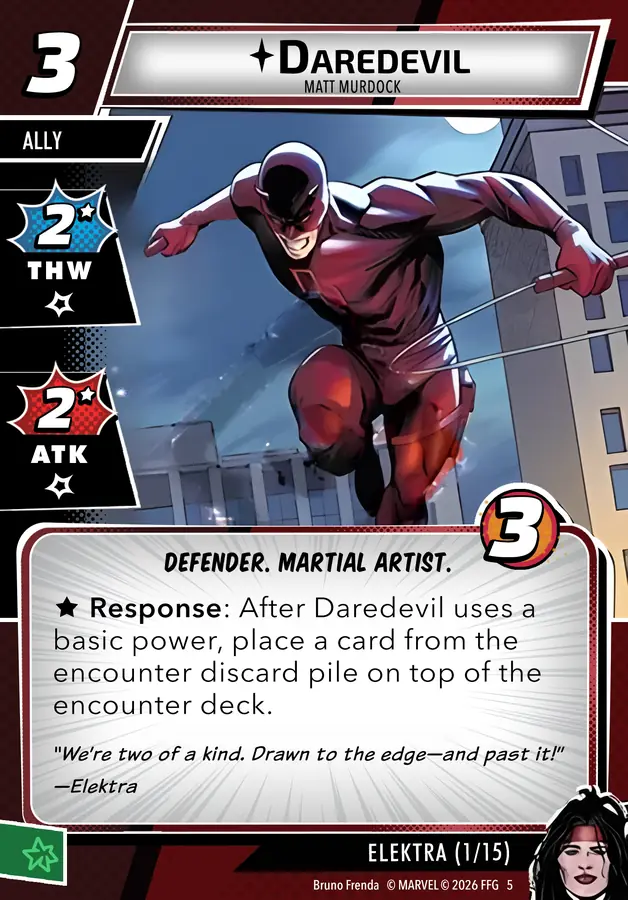 3
DAREDEVIL
MATT MURDOCK
ALLY
2
THW
2
ATK
3
DEFENDER. MARTIAL ARTIST.
★ Response: After Daredevil uses a
basic power, place a card from the
encounter discard pile on top of the
encounter deck.
"We're two of a kind. Drawn to the edge—and past it!"
—Elektra
ELEKTRA (1/15)
Bruno Frenda © MARVEL © 2026 FFG 5